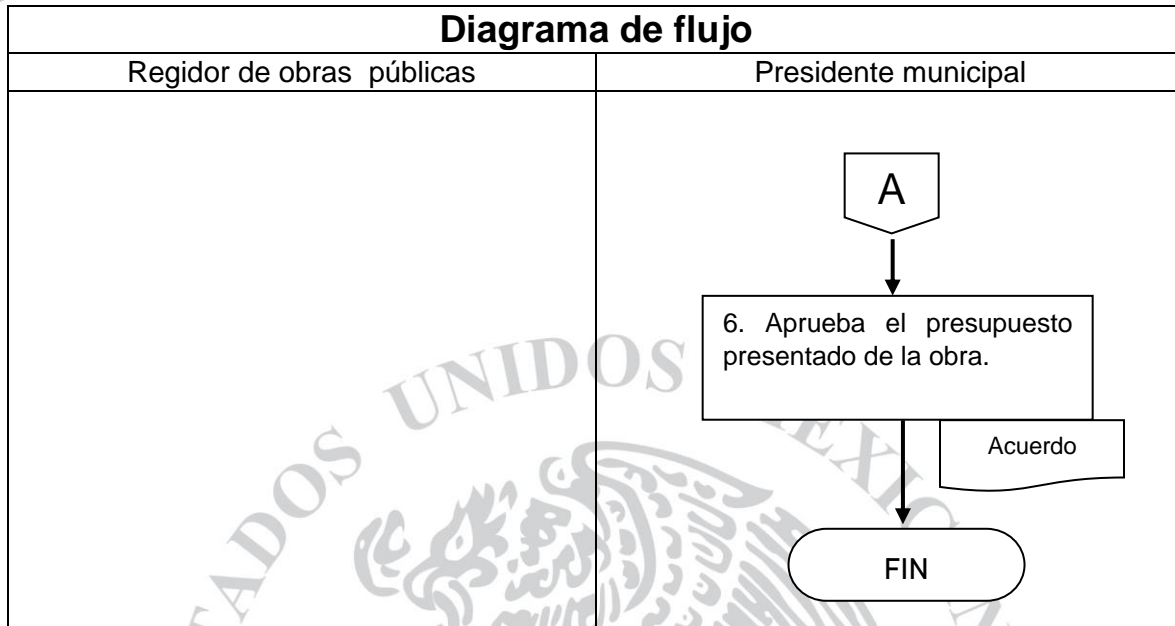 Diagrama de flujo
Regidor de obras públicas
Presidente municipal
A
6. Aprueba el presupuesto
presentado de la obra.
UNIDOS
Acuerdo
FIN